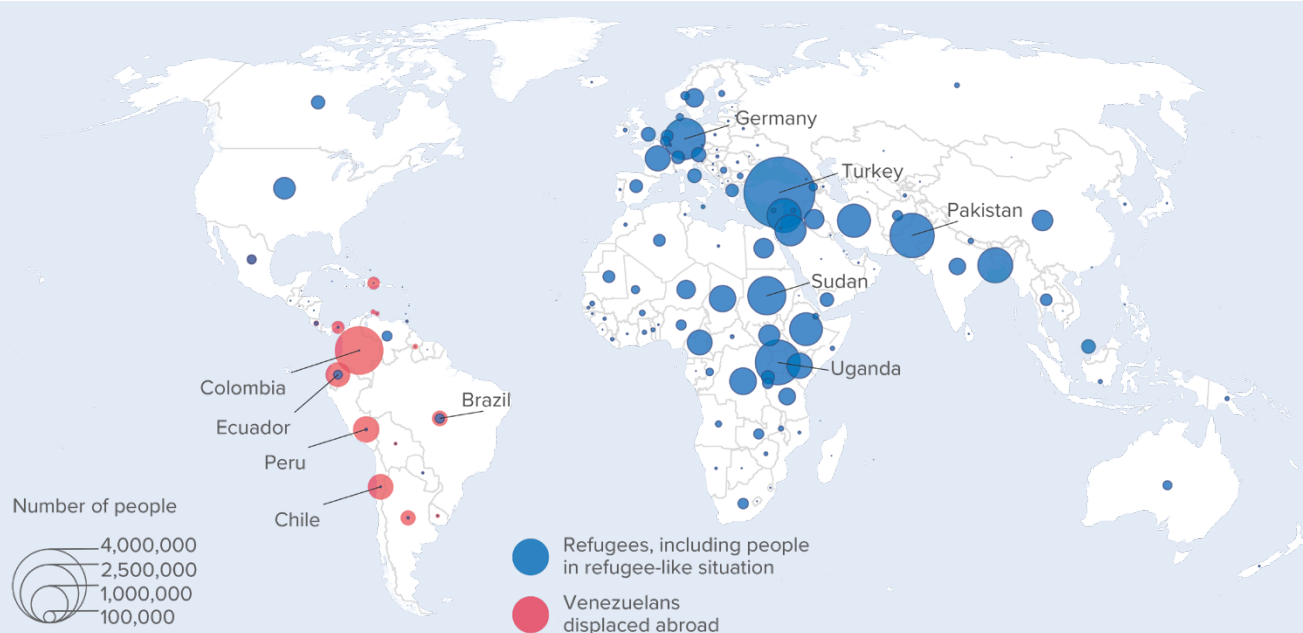 Germany
Turkey
Pakistan
Sudan
Uganda
Colombia
Brazil
Ecuador
Peru
Chile
Number of people
4,000,000
2,500,000
1,000,000
100,000
Refugees, including people
in refugee-like situation
Venezuelans
displaced abroad